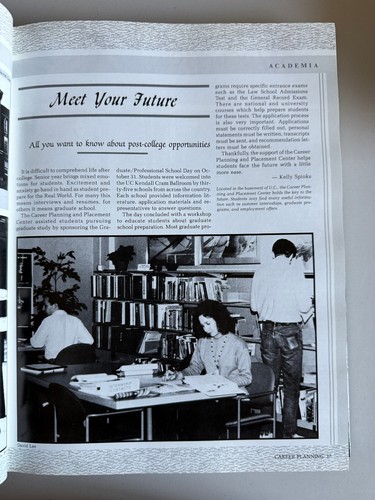 ACADEMIA
Meet Your Future
All you want to know about post-college opportunities
It is difficult to comprehend life after
college. Senior year brings mixed emo-
tions for students. Excitement and
anxiety go hand in hand as student pre-
pare for the Real World. For many this
means interviews and resumes, for
others it means graduate school.
The Career Planning and Placement
Center assisted students pursuing
graduate study by sponsoring the Gra-
duate/Professional School Day on Oc-
tober 31. Students were welcomed into
the UC Kendall Cram Ballroom by thir-
ty-five schools from across the country.
Each school provided information lit-
erature, application materials and re-
presentatives to answer questions.
The day concluded with a workshop
to educate students about graduate
school preparation. Most graduate pro-
grams require specific entrance exams
such as the Law School Admissions
Test and the General Record Exam.
There are national and university
courses which help prepare students
for these tests. The application process
is also very important. Applications
must be correctly filled out, personal
statements must be written, transcripts
must be sent, and recommendation let-
ters must be obtained.
Thankfully, the support of the Career
Planning and Placement Center helps
students face the future with a little
more ease.
— Kelly Spinks
Located in the basement of U.C., the Career Plan-
ning and Placement Center holds the key to the
future. Students may find many useful informa-
tion such as summer internships, graduate pro-
grams, and employment offers.
David Lee
CAREER PLANNING 37